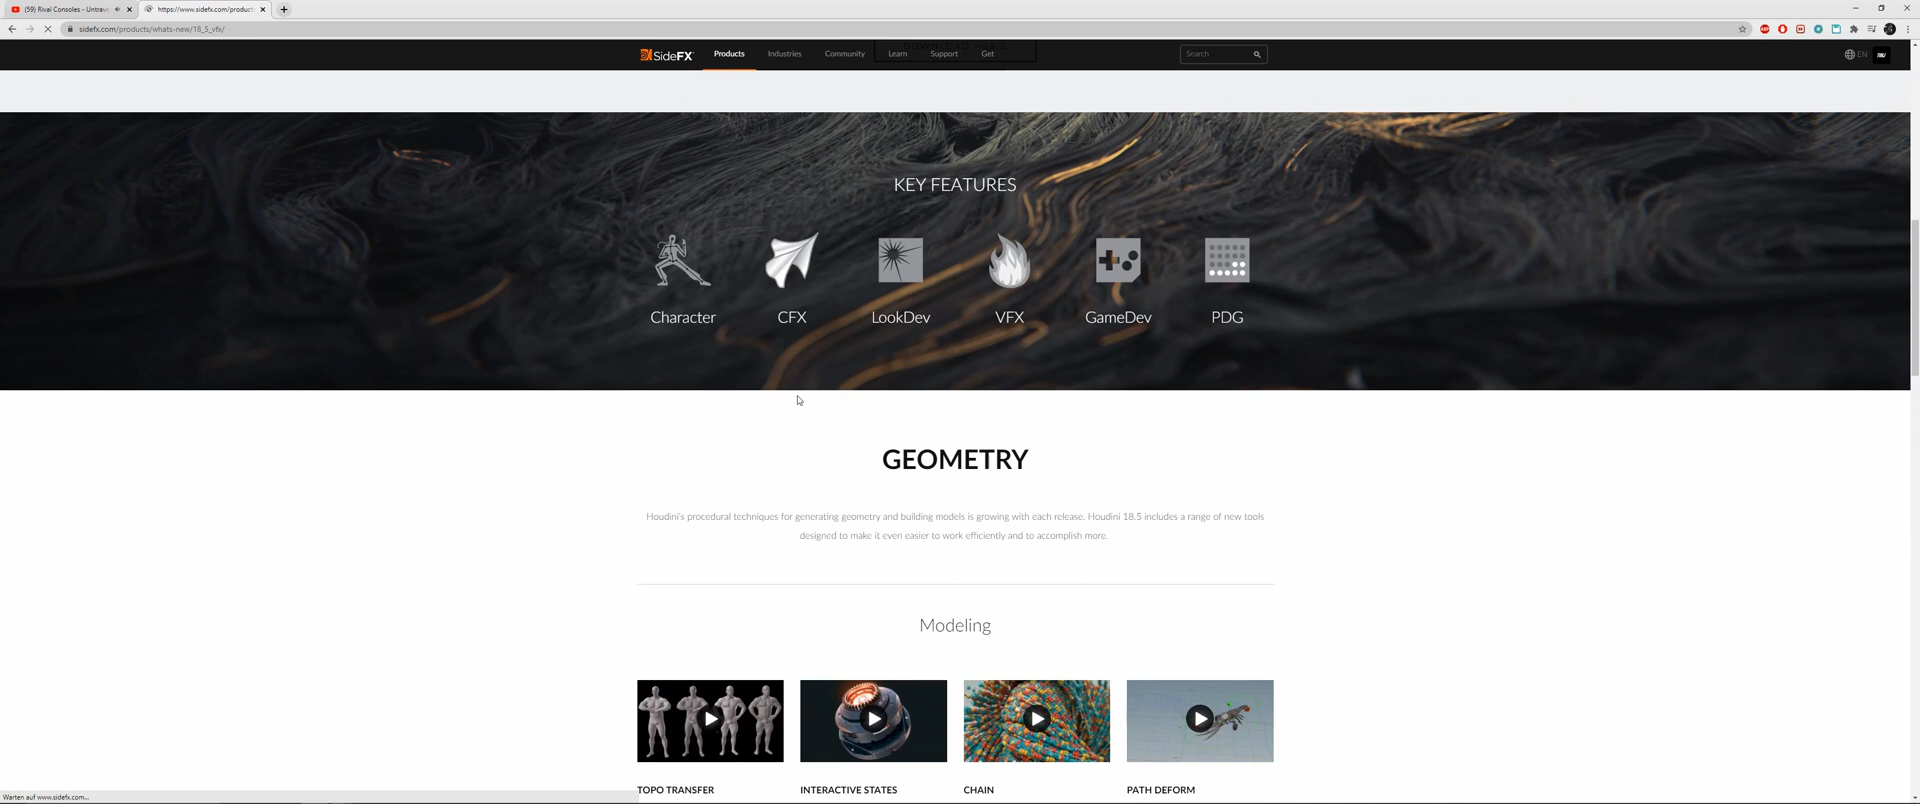 (59) Rival Consoles - Untrav
https://www.sidefx.com/product
sidefx.com/products/whats-new/18_5_vfx/
SideFX Products Industries Community Learn Support Get Search EN
KEY FEATURES
Character CFX LookDev VFX GameDev PDG
GEOMETRY
Houdini's procedural techniques for generating geometry and building models is growing with each release. Houdini 18.5 includes a range of new tools
designed to make it even easier to work efficiently and to accomplish more.
Modeling
TOPO TRANSFER INTERACTIVE STATES CHAIN PATH DEFORM
Warten auf www.sidefx.com...